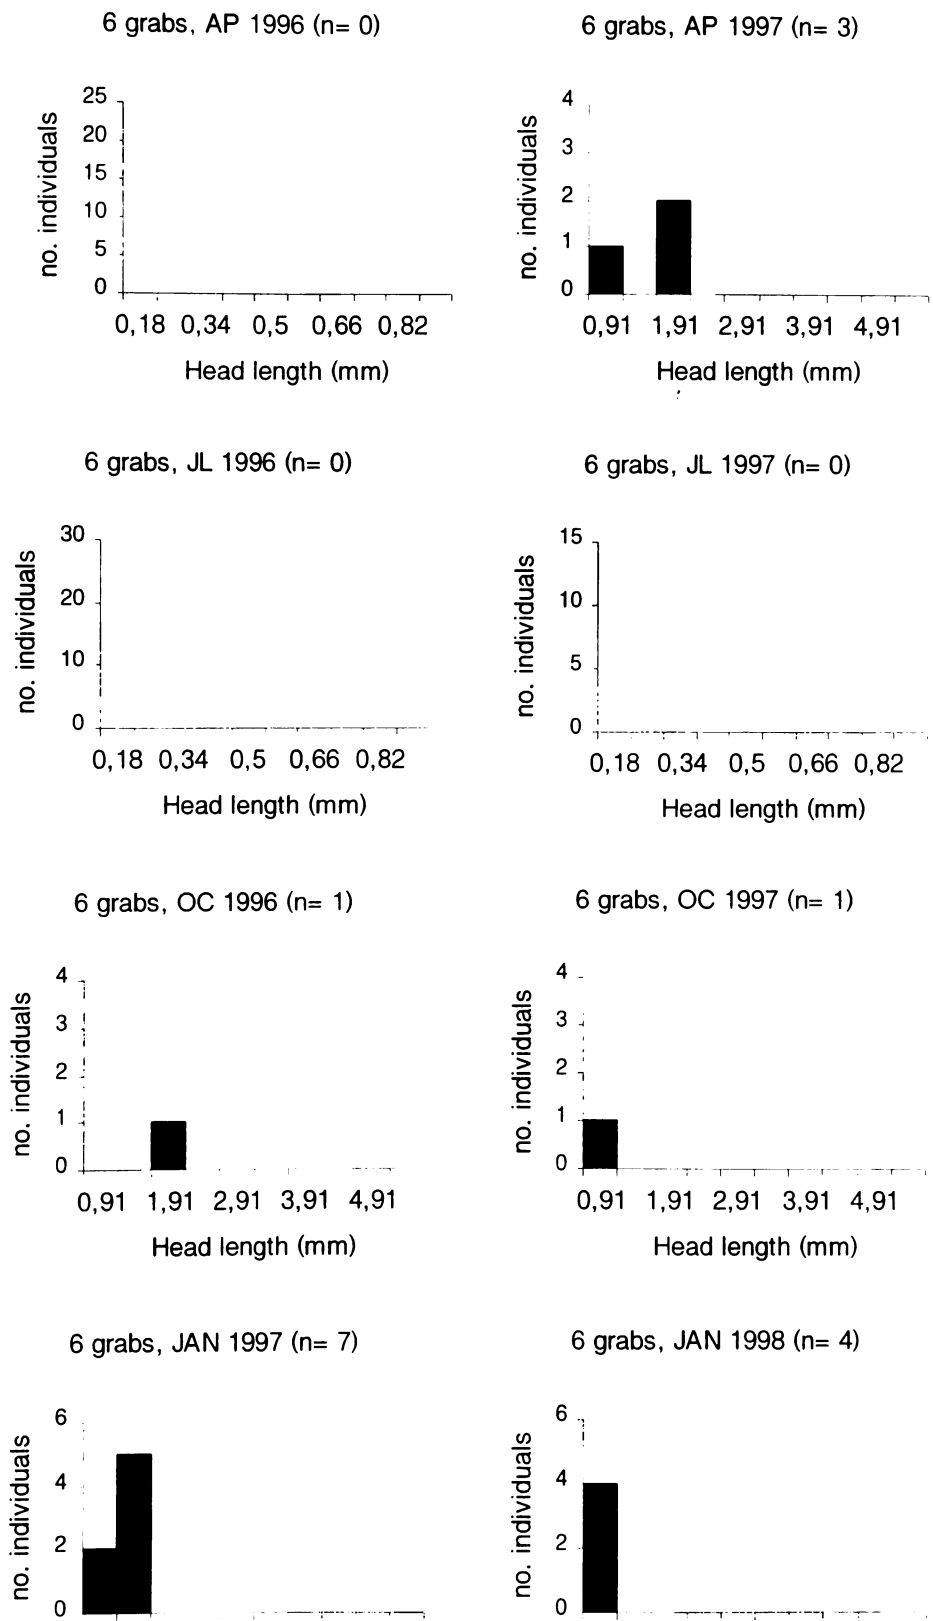 6 grabs, AP 1996 (n= 0)
no. individuals
25
20
15
10
5
0
0,18 0,34 0,5 0,66 0,82
Head length (mm)
6 grabs, AP 1997 (n= 3)
no. individuals
4
3
2
1
0
0,91 1,91 2,91 3,91 4,91
Head length (mm)
6 grabs, JL 1996 (n= 0)
no. individuals
30
20
10
0
0,18 0,34 0,5 0,66 0,82
Head length (mm)
6 grabs, JL 1997 (n= 0)
no. individuals
15
10
5
0
0,18 0,34 0,5 0,66 0,82
Head length (mm)
6 grabs, OC 1996 (n= 1)
no. individuals
4
3
2
1
0
0,91 1,91 2,91 3,91 4,91
Head length (mm)
6 grabs, OC 1997 (n= 1)
no. individuals
4
3
2
1
0
0,91 1,91 2,91 3,91 4,91
Head length (mm)
6 grabs, JAN 1997 (n= 7)
no. individuals
6
4
2
0
6 grabs, JAN 1998 (n= 4)
no. individuals
6
4
2
0